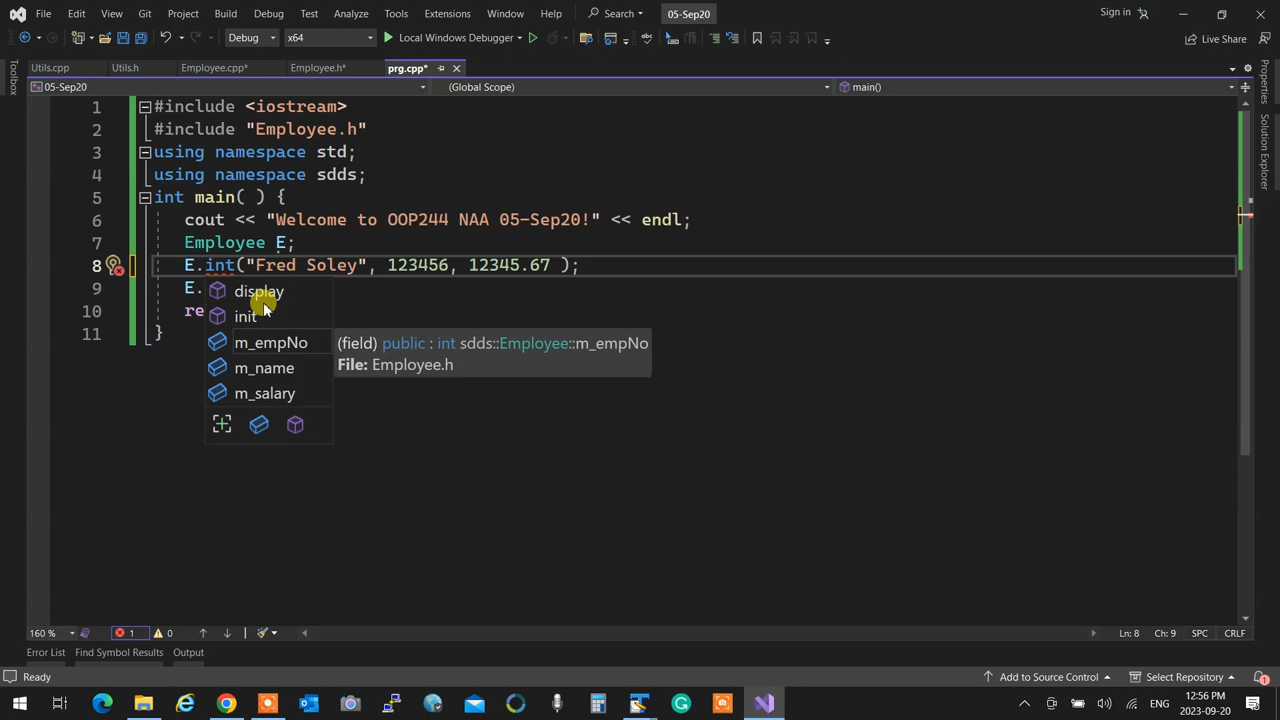 File Edit View Git Project Build Debug Test Analyze Tools Extensions Window Help Search 05-Sep20 Sign in
Debug x64 Local Windows Debugger Live Share
Toolbox
Utils.cpp Utils.h Employee.cpp* Employee.h* prg.cpp*
05-Sep20 (Global Scope) main()
1 #include <iostream>
2 #include "Employee.h"
3 using namespace std;
4 using namespace sdds;
5 int main( ) {
6 cout << "Welcome to OOP244 NAA 05-Sep20!" << endl;
7 Employee E;
8 E.int("Fred Soley", 123456, 12345.67 );
9 E.
10 re
11 }
display
init
m_empNo
m_name
m_salary
(field) public : int sdds::Employee::m_empNo
File: Employee.h
Properties
Solution Explorer
160 % 1 0 Ln: 8 Ch: 9 SPC CRLF
Error List Find Symbol Results Output
Ready Add to Source Control Select Repository 1
ENG 12:56 PM
2023-09-20